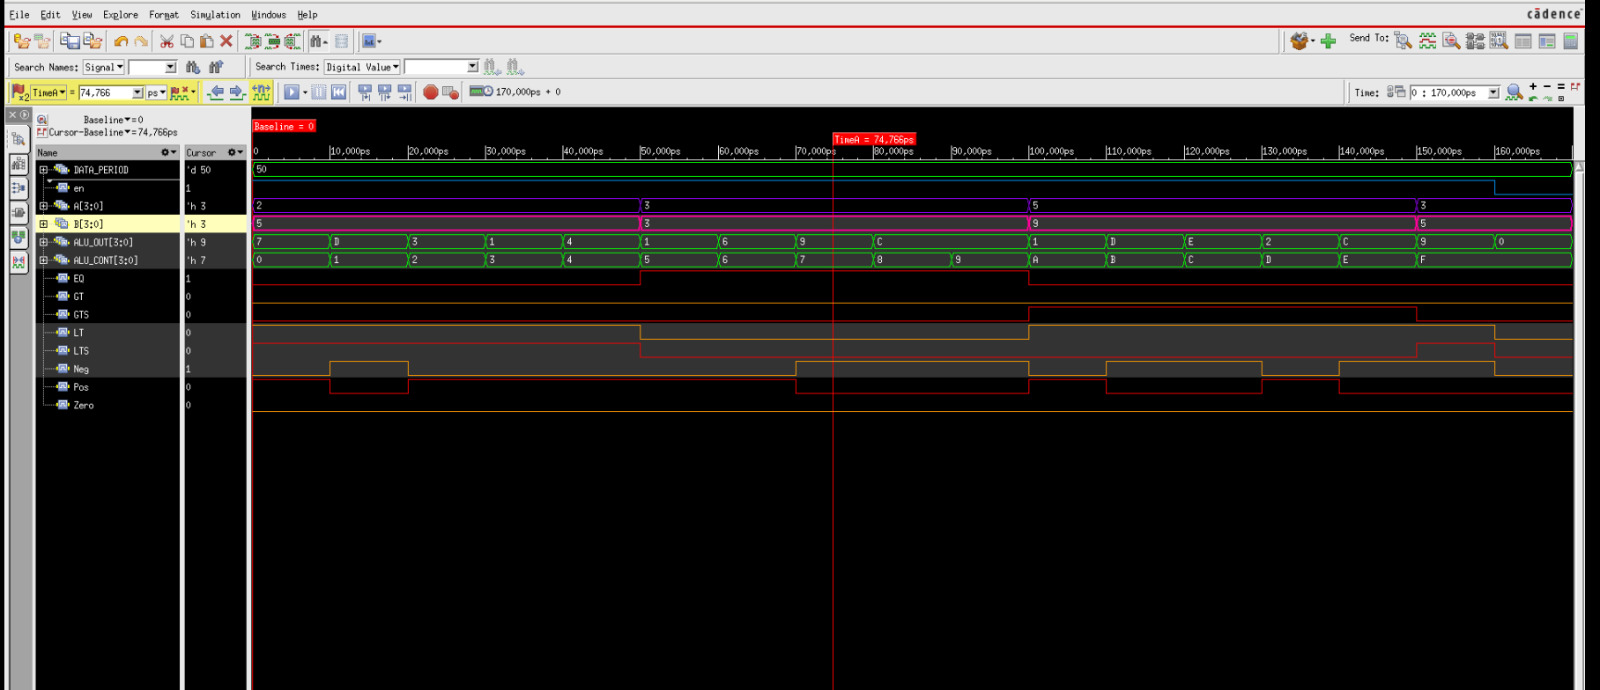 File Edit View Explore Format Simulation Windows Help cādence
Send To:
Search Names: Signal Search Times: Digital Value
x2 TimeA = 74,766 ps 170,000ps + 0 Time: 0 : 170,000ps
Baseline=0
Cursor-Baseline=74,766ps
Baseline = 0
TimeA = 74,766ps
Name Cursor 0 10,000ps 20,000ps 30,000ps 40,000ps 50,000ps 60,000ps 70,000ps 80,000ps 90,000ps 100,000ps 110,000ps 120,000ps 130,000ps 140,000ps 150,000ps 160,000ps
DATA_PERIOD 'd 50 50
en 1
A[3:0] 'h 3 2 3 5 3
B[3:0] 'h 3 5 3 9 5
ALU_OUT[3:0] 'h 9 7 D 3 1 4 1 6 9 C 1 D E 2 C 9 0
ALU_CONT[3:0] 'h 7 0 1 2 3 4 5 6 7 8 9 A B C D E F
EQ 1
GT 0
GTS 0
LT 0
LTS 0
Neg 1
Pos 0
Zero 0